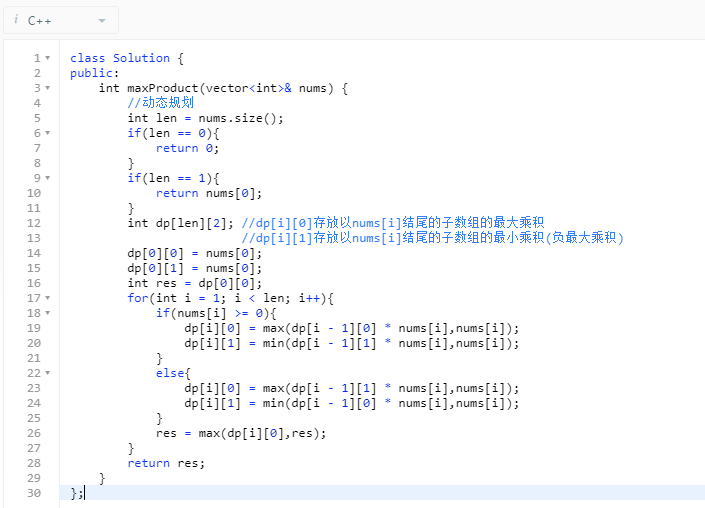 i C++
1 class Solution {
2 public:
3     int maxProduct(vector<int>& nums) {
4         //动态规划
5         int len = nums.size();
6         if(len == 0){
7             return 0;
8         }
9         if(len == 1){
10             return nums[0];
11         }
12         int dp[len][2]; //dp[i][0]存放以nums[i]结尾的子数组的最大乘积
13                         //dp[i][1]存放以nums[i]结尾的子数组的最小乘积(负最大乘积)
14         dp[0][0] = nums[0];
15         dp[0][1] = nums[0];
16         int res = dp[0][0];
17         for(int i = 1; i < len; i++){
18             if(nums[i] >= 0){
19                 dp[i][0] = max(dp[i - 1][0] * nums[i],nums[i]);
20                 dp[i][1] = min(dp[i - 1][1] * nums[i],nums[i]);
21             }
22             else{
23                 dp[i][0] = max(dp[i - 1][1] * nums[i],nums[i]);
24                 dp[i][1] = min(dp[i - 1][0] * nums[i],nums[i]);
25             }
26             res = max(dp[i][0],res);
27         }
28         return res;
29     }
30 };